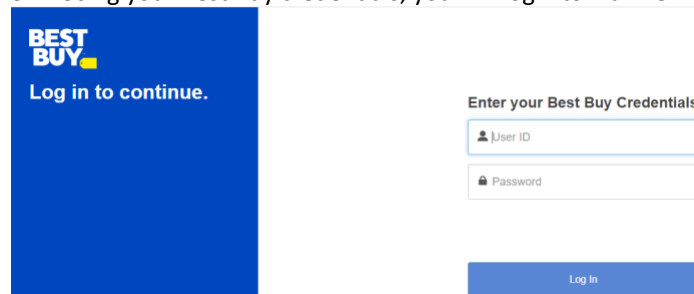 BEST
BUY
Log in to continue.
Enter your Best Buy Credentials
User ID
Password
Log In